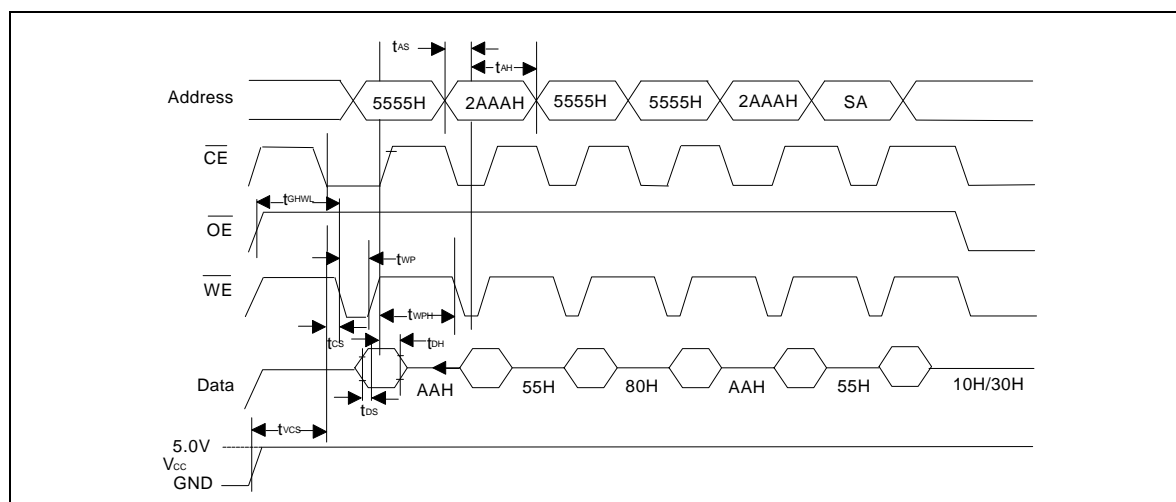 tAS
tAH
Address 5555H 2AAAH 5555H 5555H 2AAAH SA
CE
tGHWL
OE
tWP
WE
tWPH
tCS tDH
Data AAH 55H 80H AAH 55H 10H/30H
tDS
tVCS
5.0V
VCC
GND